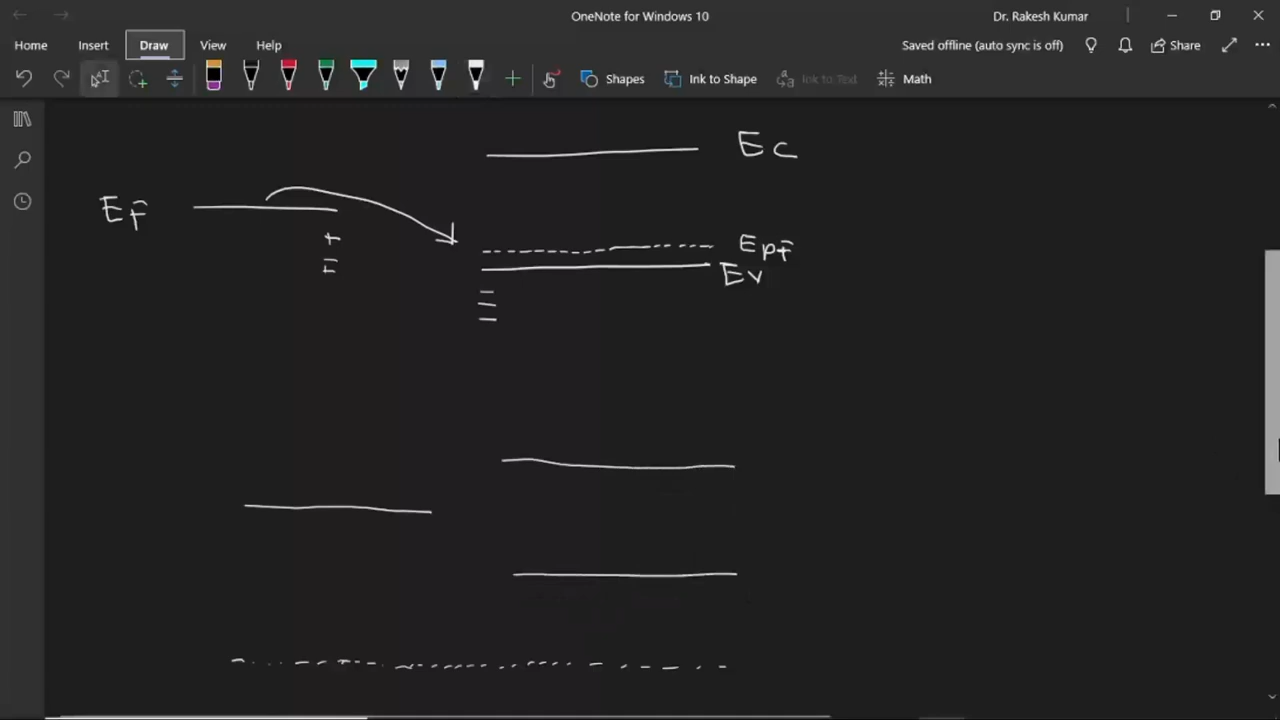 OneNote for Windows 10
Dr. Rakesh Kumar
Home Insert Draw View Help
Saved offline (auto sync is off)
Share
Shapes
Ink to Shape
Ink to Text
Math
Ec
EF
EpF
Ev